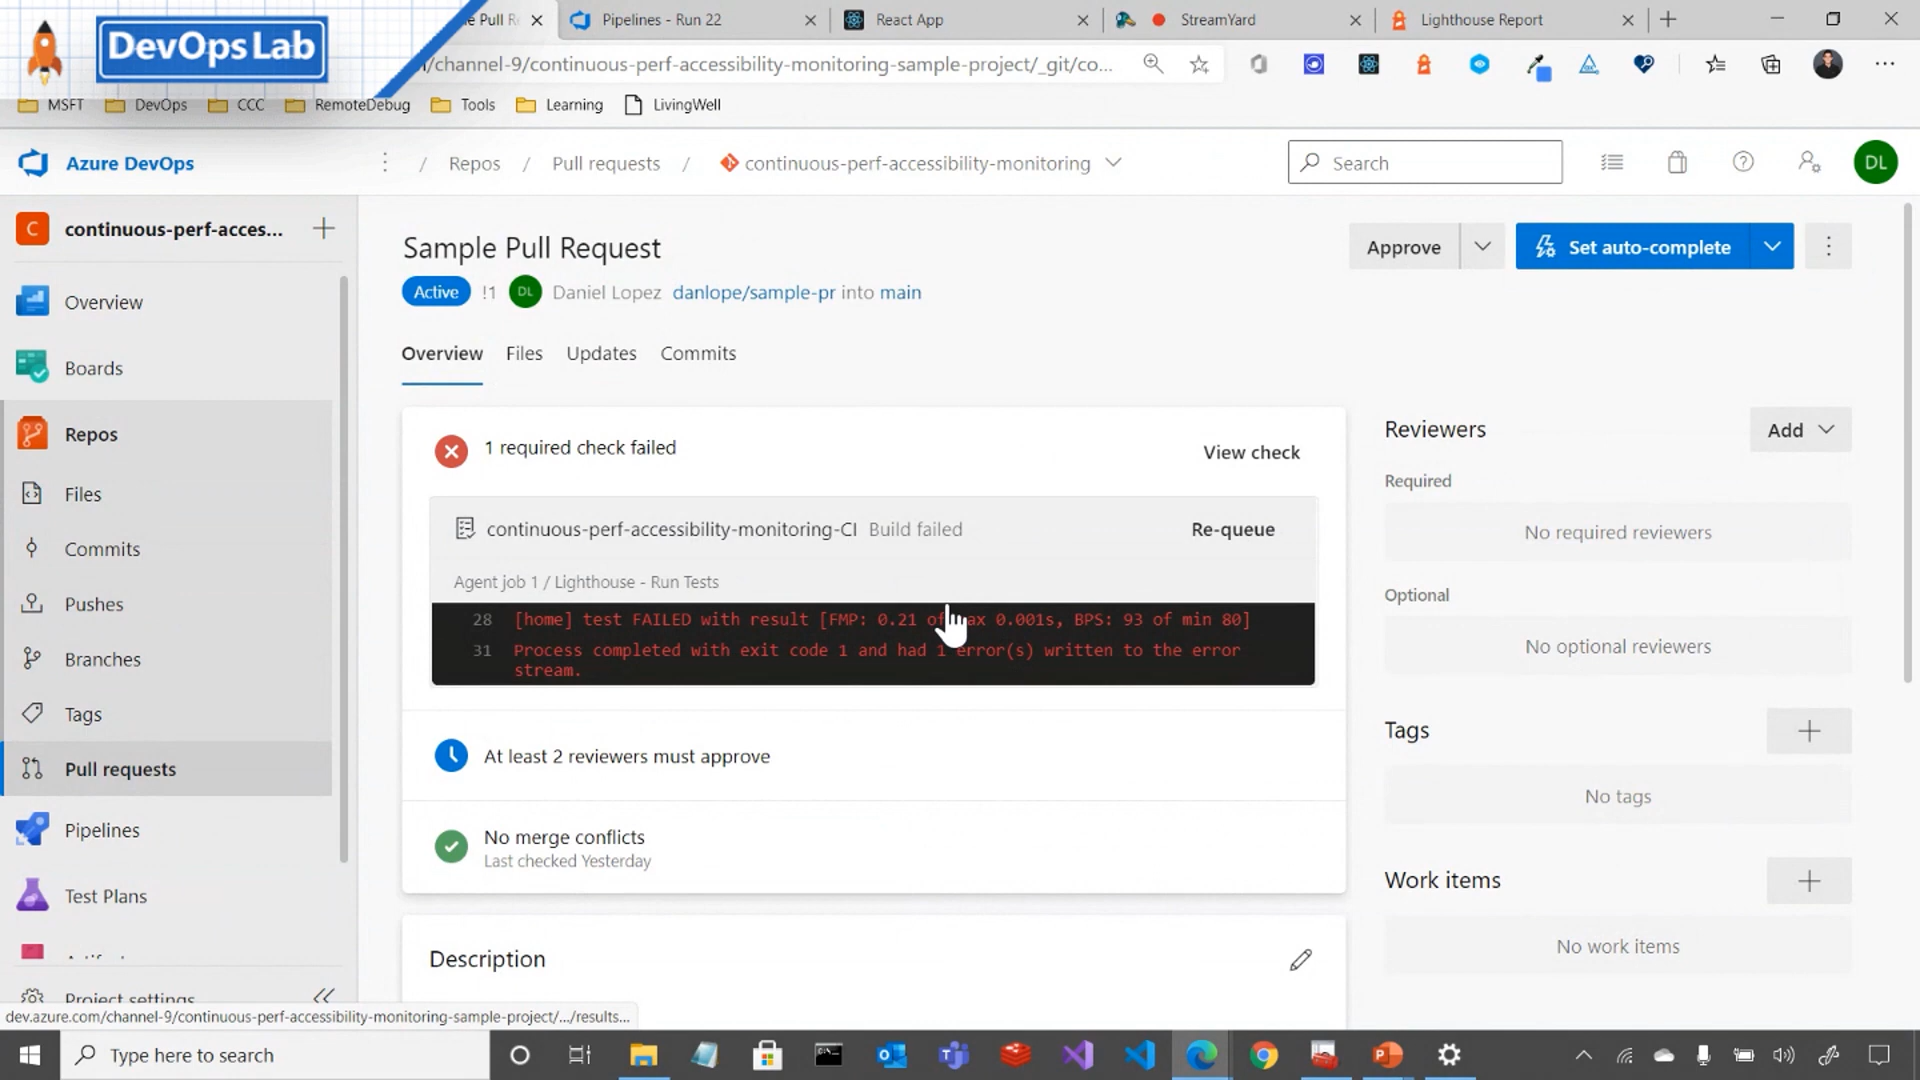 DevOps Lab
Pipelines - Run 22
React App
StreamYard
Lighthouse Report
/channel-9/continuous-perf-accessibility-monitoring-sample-project/_git/co...
MSFT
DevOps
CCC
RemoteDebug
Tools
Learning
LivingWell
Azure DevOps
/ Repos / Pull requests / continuous-perf-accessibility-monitoring
Search
DL
C
continuous-perf-acces...
Overview
Boards
Repos
Files
Commits
Pushes
Branches
Tags
Pull requests
Pipelines
Test Plans
Project settings
Sample Pull Request
Approve
Set auto-complete
Active !1 DL Daniel Lopez danlope/sample-pr into main
Overview Files Updates Commits
1 required check failed
View check
continuous-perf-accessibility-monitoring-CI Build failed
Re-queue
Agent job 1 / Lighthouse - Run Tests
28 [home] test FAILED with result [FMP: 0.21 of max 0.001s, BPS: 93 of min 80]
31 Process completed with exit code 1 and had 1 error(s) written to the error
stream.
At least 2 reviewers must approve
No merge conflicts
Last checked Yesterday
Description
Reviewers
Add
Required
No required reviewers
Optional
No optional reviewers
Tags
No tags
Work items
No work items
dev.azure.com/channel-9/continuous-perf-accessibility-monitoring-sample-project/.../results...
Type here to search